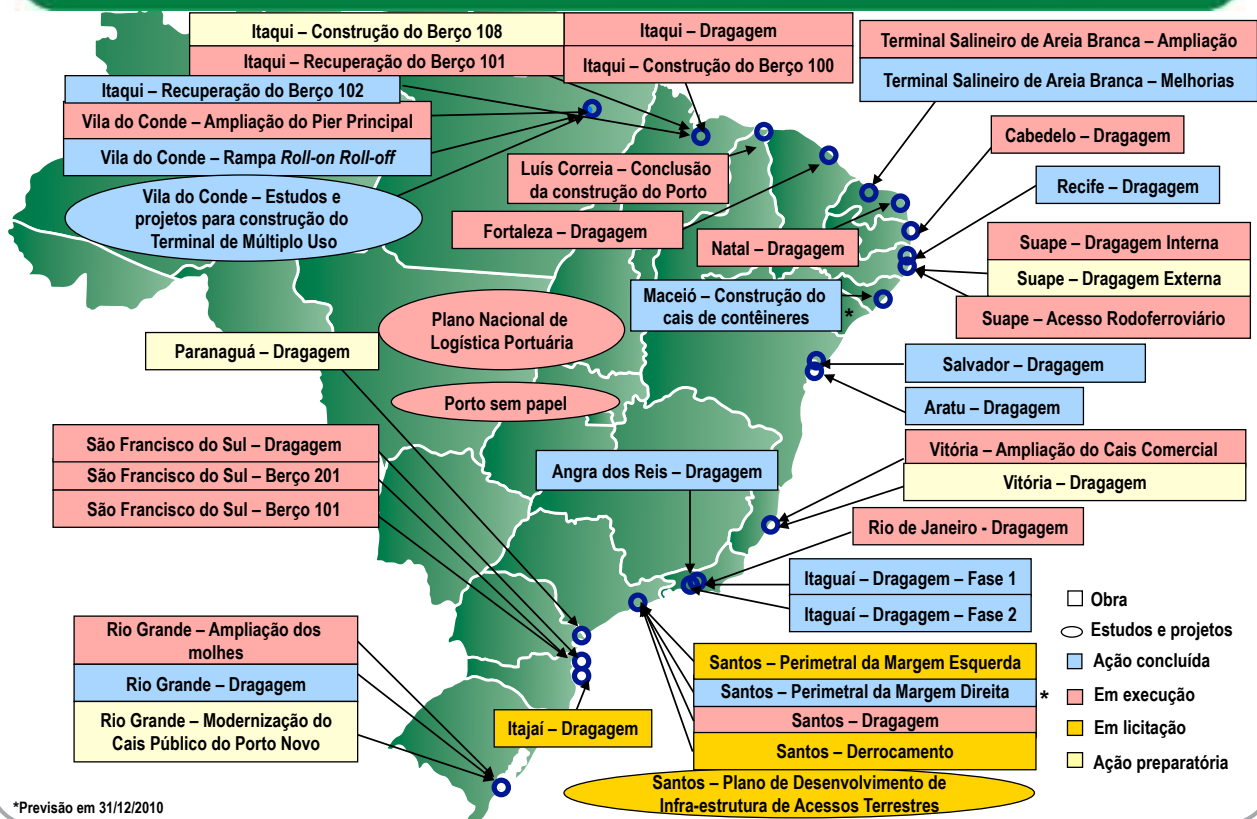 Itaqui – Construção do Berço 108
Itaqui – Recuperação do Berço 101
Itaqui – Dragagem
Itaqui – Construção do Berço 100
Terminal Salineiro de Areia Branca – Ampliação
Terminal Salineiro de Areia Branca – Melhorias
Itaqui – Recuperação do Berço 102
Vila do Conde – Ampliação do Pier Principal
Vila do Conde – Rampa Roll-on Roll-off
Vila do Conde – Estudos e
projetos para construção do
Terminal de Múltiplo Uso
Luís Correia – Conclusão
da construção do Porto
Fortaleza – Dragagem
Natal – Dragagem
Cabedelo – Dragagem
Recife – Dragagem
Suape – Dragagem Interna
Suape – Dragagem Externa
Suape – Acesso Rodoferroviário
Maceió – Construção do
cais de contêineres
*
Plano Nacional de
Logística Portuária
Porto sem papel
Paranaguá – Dragagem
Salvador – Dragagem
Aratu – Dragagem
São Francisco do Sul – Dragagem
São Francisco do Sul – Berço 201
São Francisco do Sul – Berço 101
Angra dos Reis – Dragagem
Vitória – Ampliação do Cais Comercial
Vitória – Dragagem
Rio de Janeiro - Dragagem
Itaguaí – Dragagem – Fase 1
Itaguaí – Dragagem – Fase 2
Rio Grande – Ampliação dos
molhes
Rio Grande – Dragagem
Rio Grande – Modernização do
Cais Público do Porto Novo
Itajaí – Dragagem
Santos – Perimetral da Margem Esquerda
Santos – Perimetral da Margem Direita
*
Santos – Dragagem
Santos – Derrocamento
Santos – Plano de Desenvolvimento de
Infra-estrutura de Acessos Terrestres
Obra
Estudos e projetos
Ação concluída
Em execução
Em licitação
Ação preparatória
*Previsão em 31/12/2010